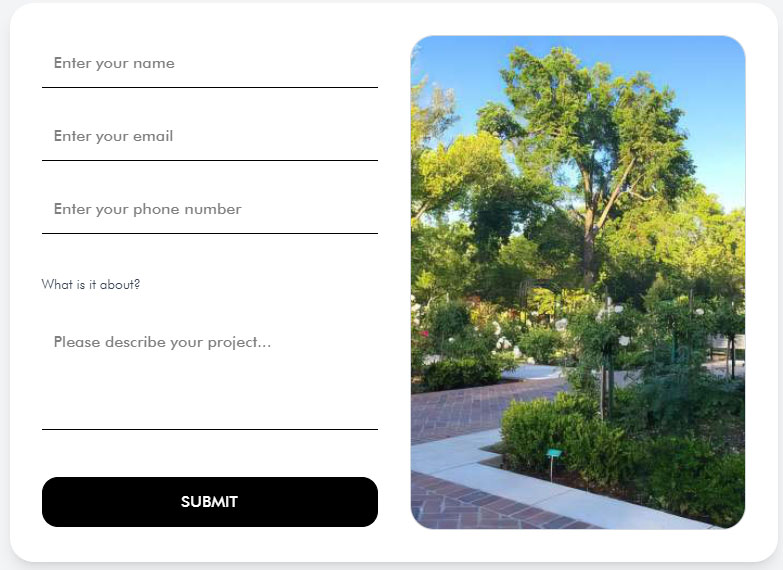 Enter your name
Enter your email
Enter your phone number
What is it about?
Please describe your project...
SUBMIT